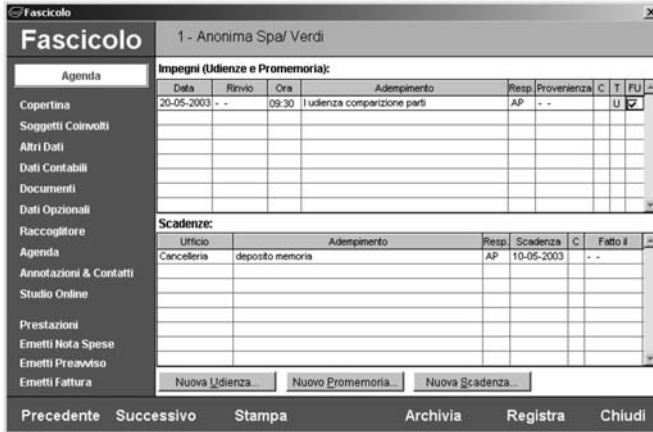 Fascicolo
Fascicolo
1 - Anonima Spa/ Verdi
Agenda
Copertina
Soggetti Coinvolti
Altri Dati
Dati Contabili
Documenti
Dati Opzionali
Raccoglitore
Agenda
Annotazioni & Contatti
Studio Online
Prestazioni
Emetti Nota Spese
Emetti Preavviso
Emetti Fattura
Impegni (Udienze e Promemoria):
Data Rinvio Ora Adempimento Resp. Provenienza C T FU
20-05-2003 - - 09:30 I udienza comparizione parti AP - - U
Scadenze:
Ufficio Adempimento Resp. Scadenza C Fatto il
Cancelleria deposito memoria AP 10-05-2003 - -
Nuova Udienza... Nuovo Promemoria... Nuova Scadenza...
Precedente Successivo Stampa Archivia Registra Chiudi